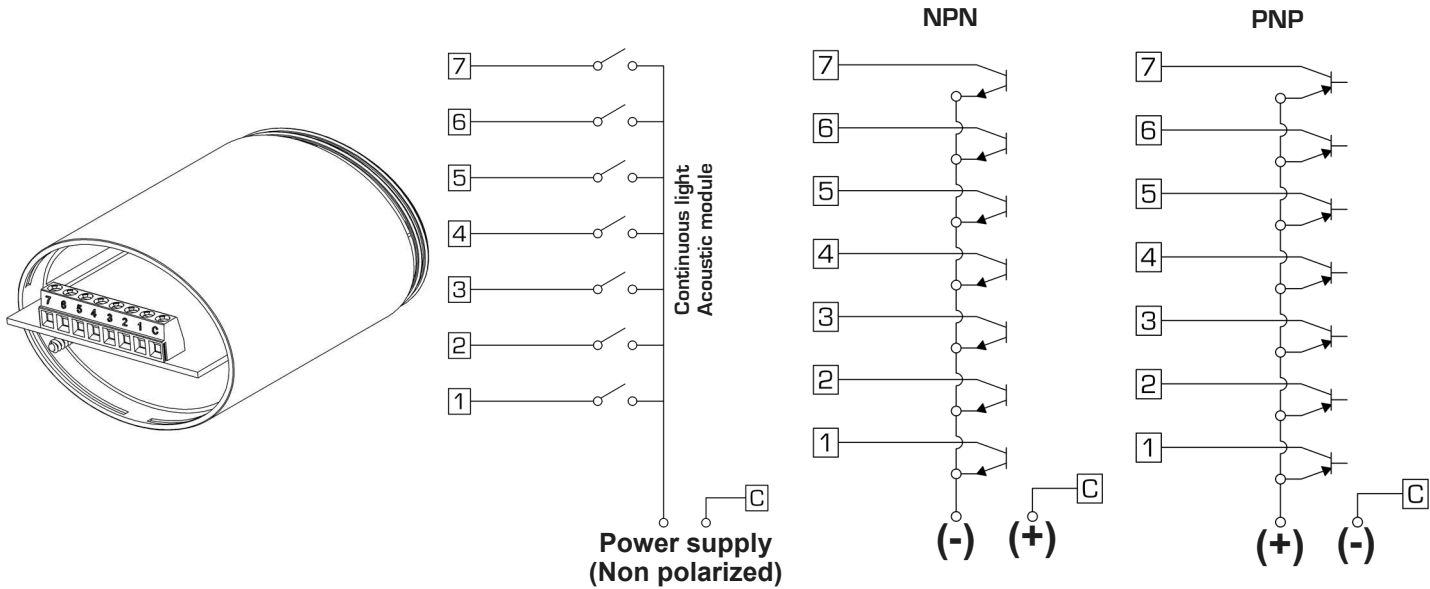 7 6 5 4 3 2 1 C
7
6
5
4
3
2
1
C
Continuous light
Acoustic module
Power supply
(Non polarized)
NPN
7
6
5
4
3
2
1
C
(-) (+)
PNP
7
6
5
4
3
2
1
C
(+) (-)